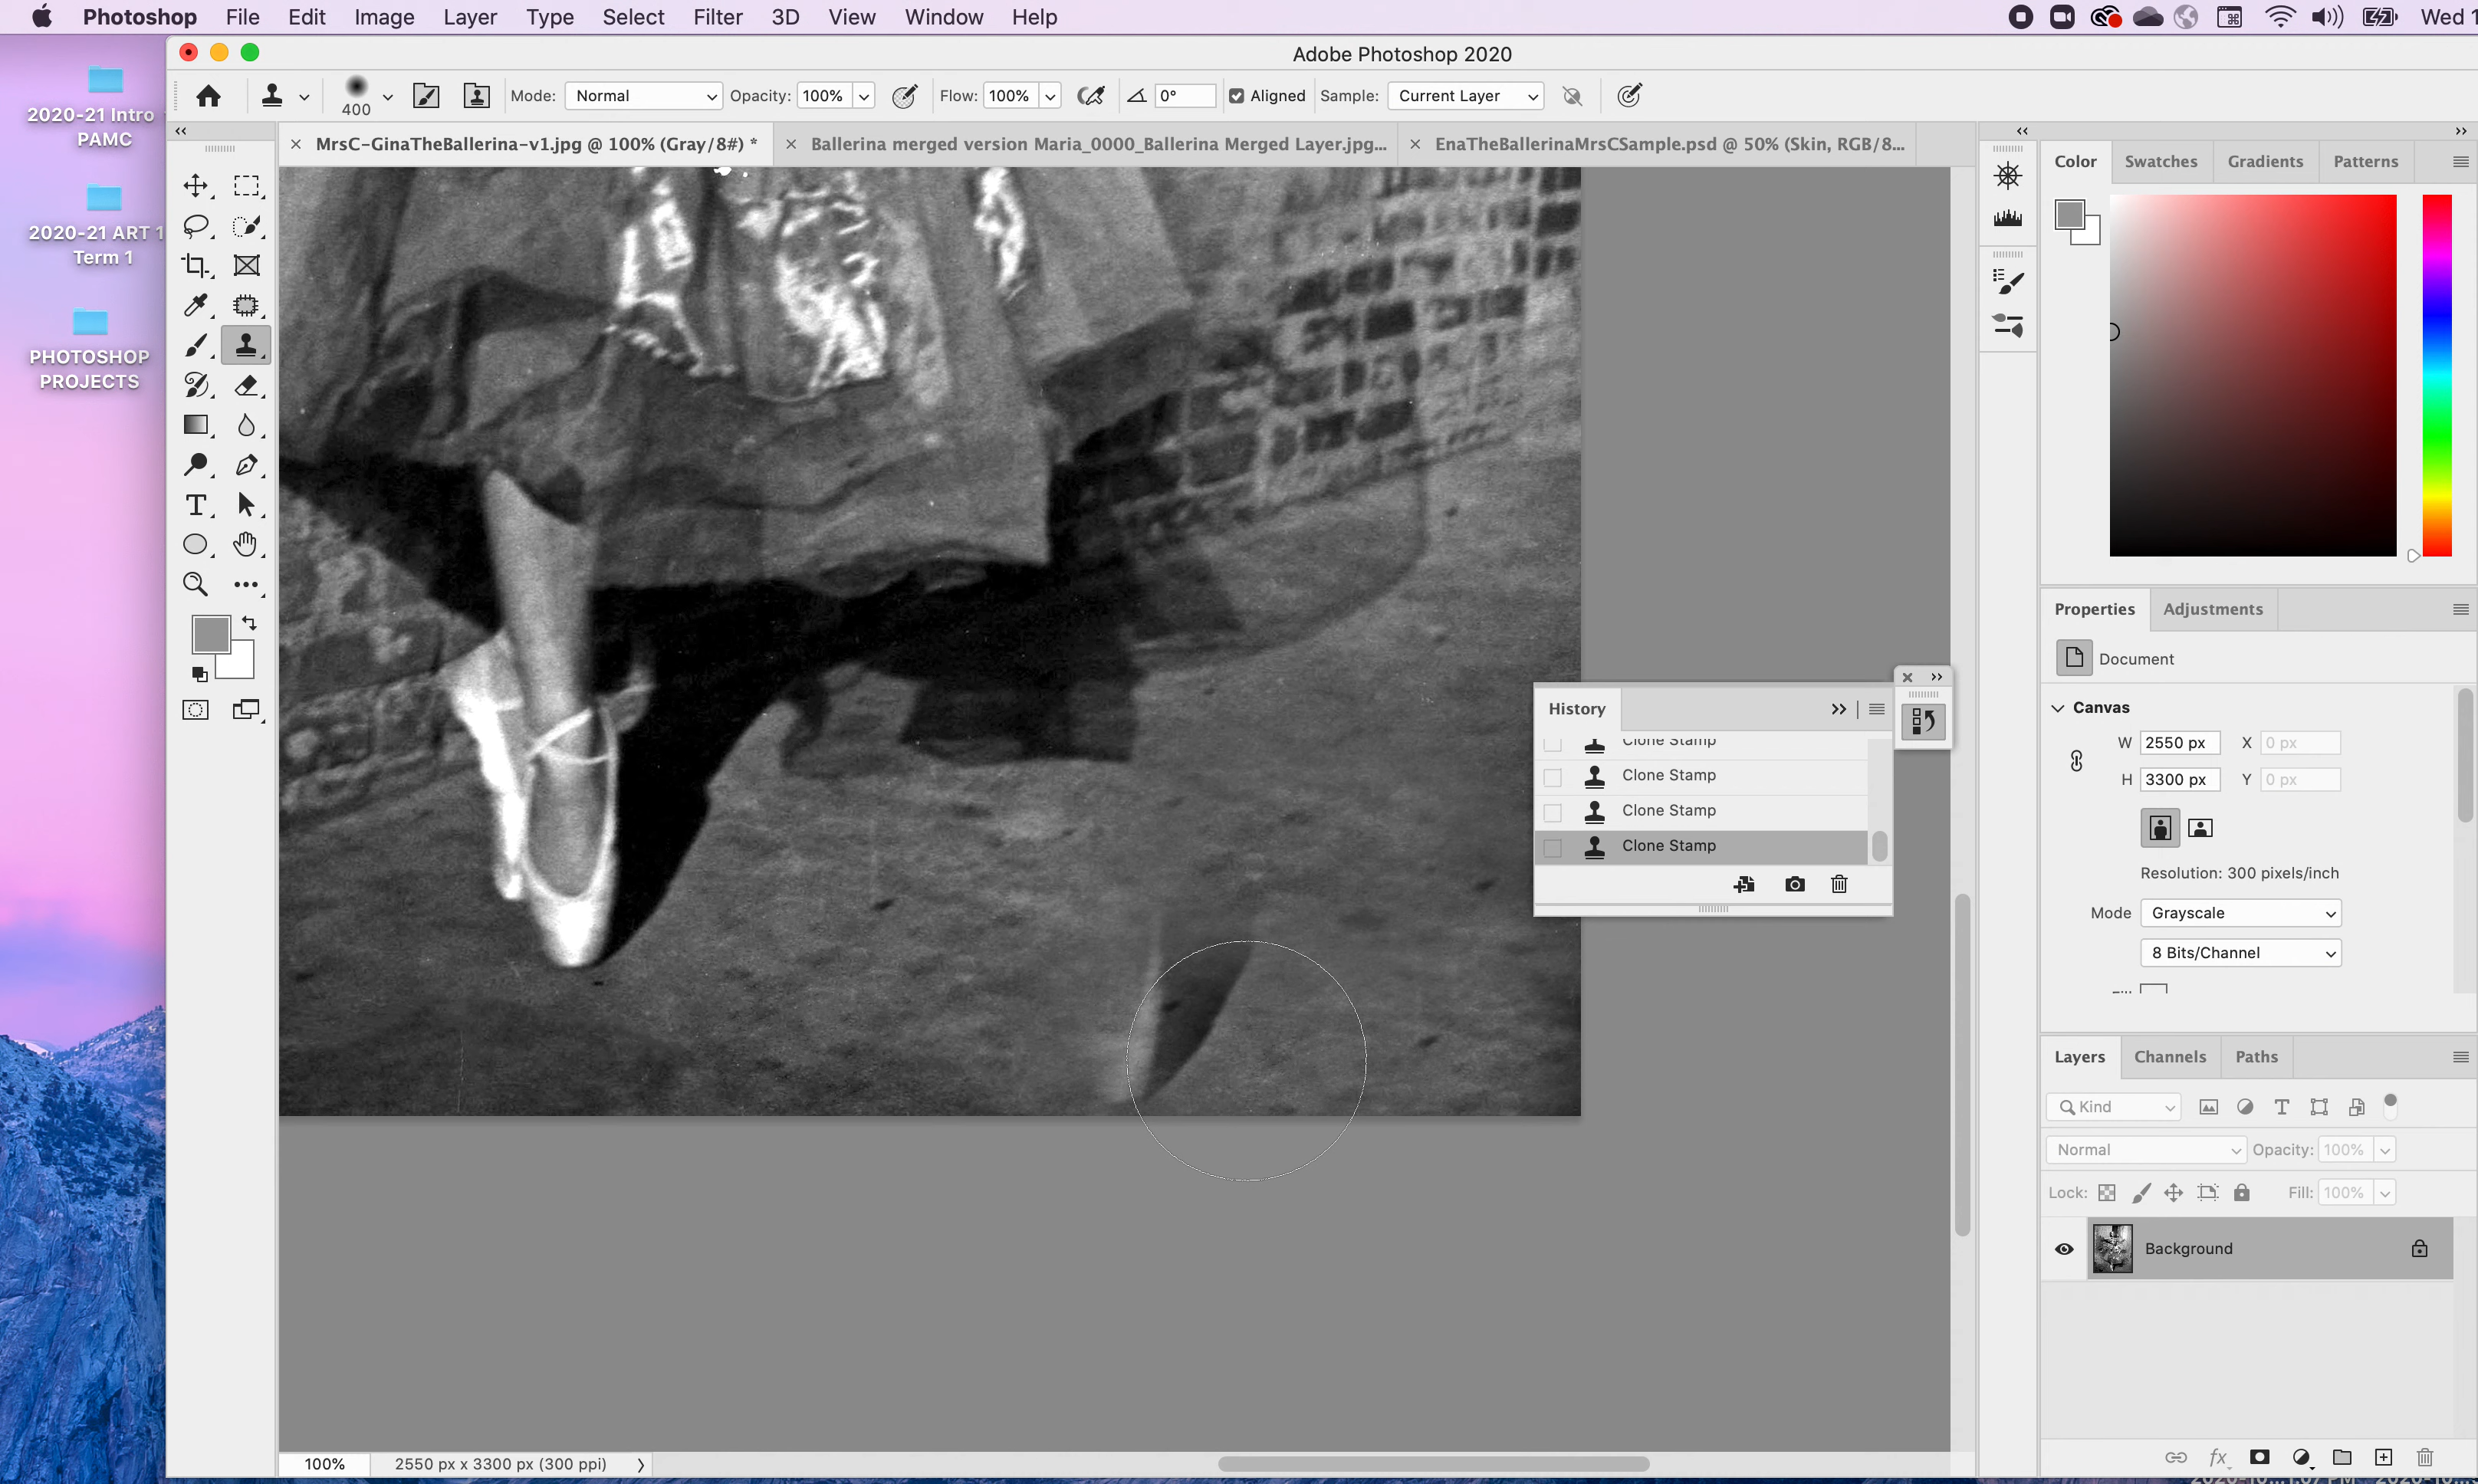 Photoshop File Edit Image Layer Type Select Filter 3D View Window Help Wed 1
Adobe Photoshop 2020
400 Mode: Normal Opacity: 100% Flow: 100% 0° Aligned Sample: Current Layer
2020-21 Intro
PAMC
2020-21 ART 1
Term 1
PHOTOSHOP
PROJECTS
MrsC-GinaTheBallerina-v1.jpg @ 100% (Gray/8#) * Ballerina merged version Maria_0000_Ballerina Merged Layer.jpg... EnaTheBallerinaMrsCSample.psd @ 50% (Skin, RGB/8...
Color Swatches Gradients Patterns
Properties Adjustments
Document
Canvas
W 2550 px X 0 px
H 3300 px Y 0 px
Resolution: 300 pixels/inch
Mode Grayscale
8 Bits/Channel
History
Clone Stamp
Clone Stamp
Clone Stamp
Clone Stamp
Layers Channels Paths
Kind
Normal Opacity: 100%
Lock: Fill: 100%
Background
fx
100% 2550 px x 3300 px (300 ppi)